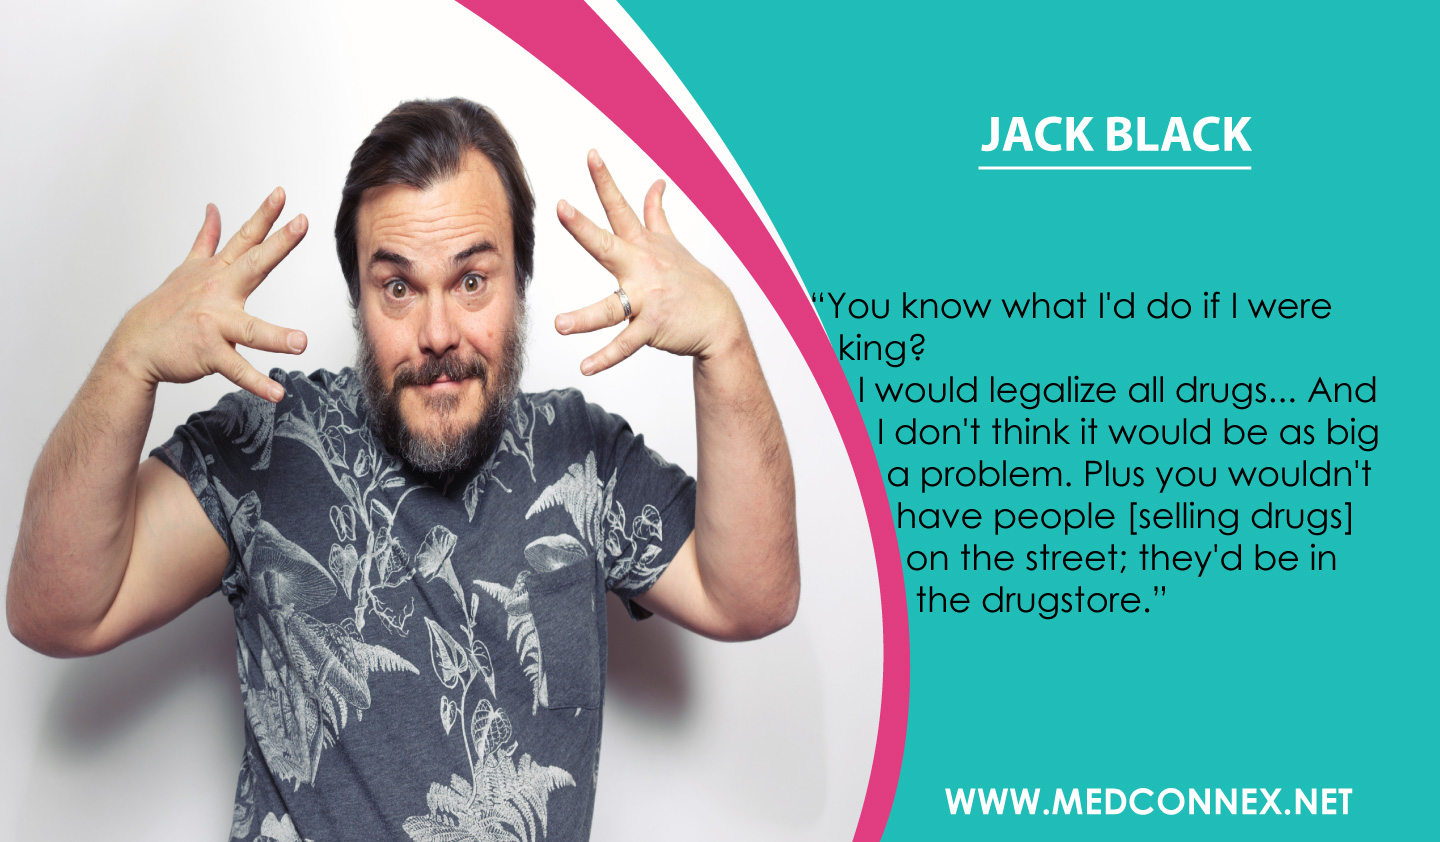 JACK BLACK
“You know what I'd do if I were
king?
I would legalize all drugs... And
I don't think it would be as big
a problem. Plus you wouldn't
have people [selling drugs]
on the street; they'd be in
the drugstore.”
WWW.MEDCONNEX.NET